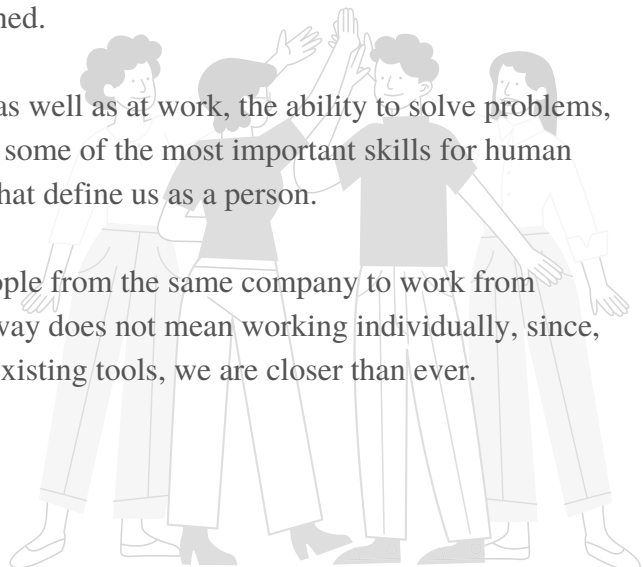 ned.
as well as at work, the ability to solve problems,
some of the most important skills for human
hat define us as a person.
ople from the same company to work from
way does not mean working individually, since,
existing tools, we are closer than ever.